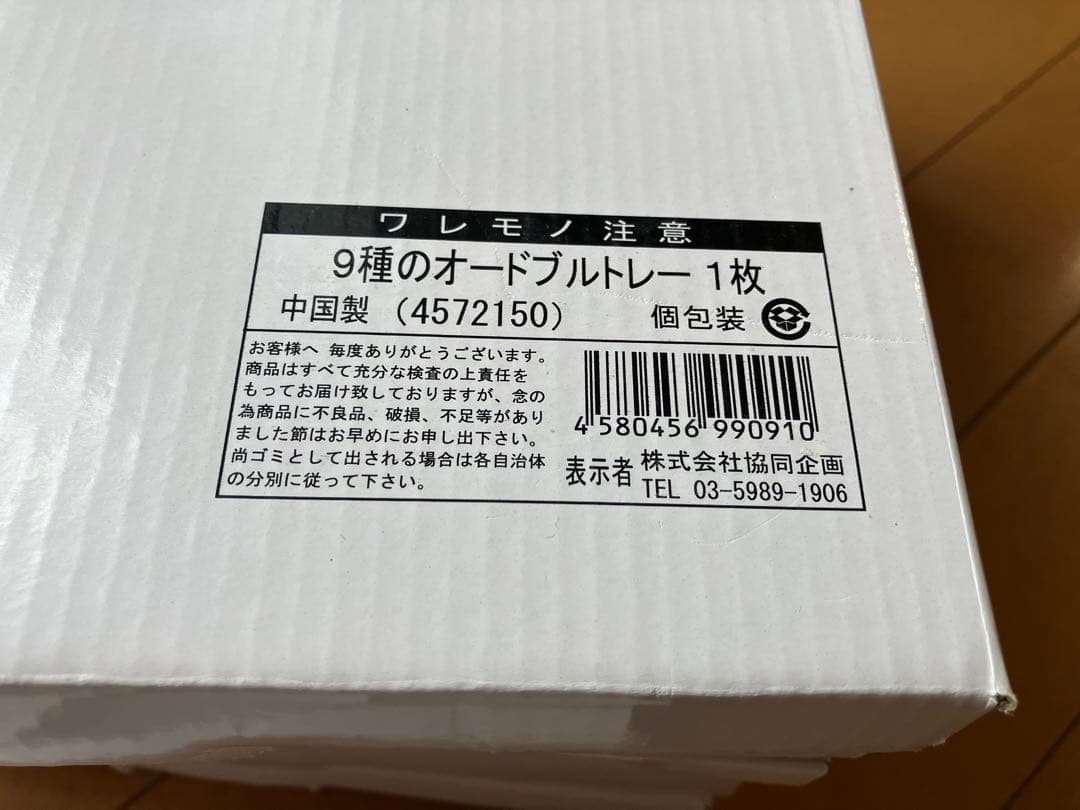 ワレモノ注意
9種のオードブルトレー 1枚
中国製 (4572150) 個包装
お客様へ 毎度ありがとうございます。
商品はすべて充分な検査の上責任を
もってお届け致しておりますが、念の
為商品に不良品、破損、不足等があり
ました節はお早めにお申し出下さい。
尚ゴミとして出される場合は各自治体
の分別に従って下さい。
4 580456 990910
表示者 株式会社協同企画
TEL 03-5989-1906